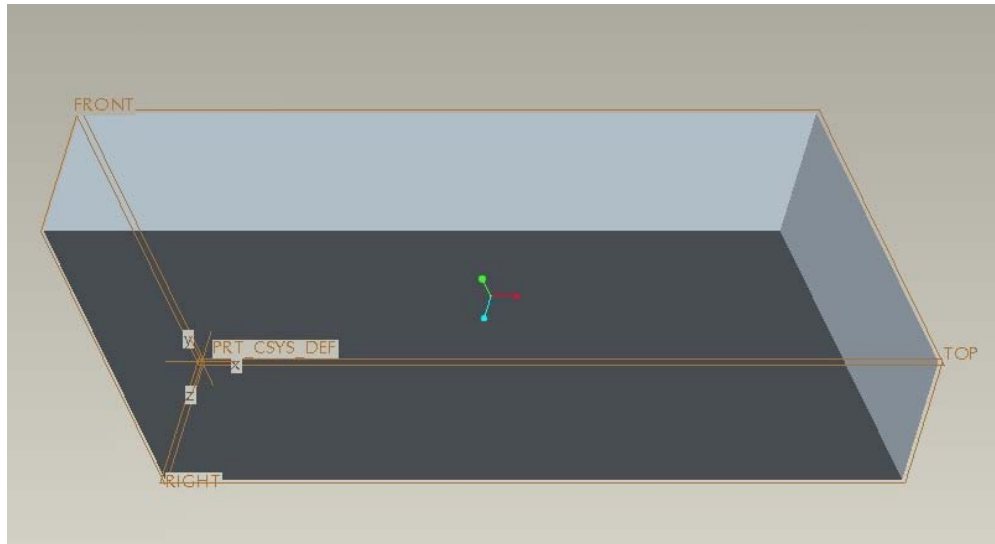 FRONT
y
PRT_CSYS_DEF
TOP
x
z
RIGHT